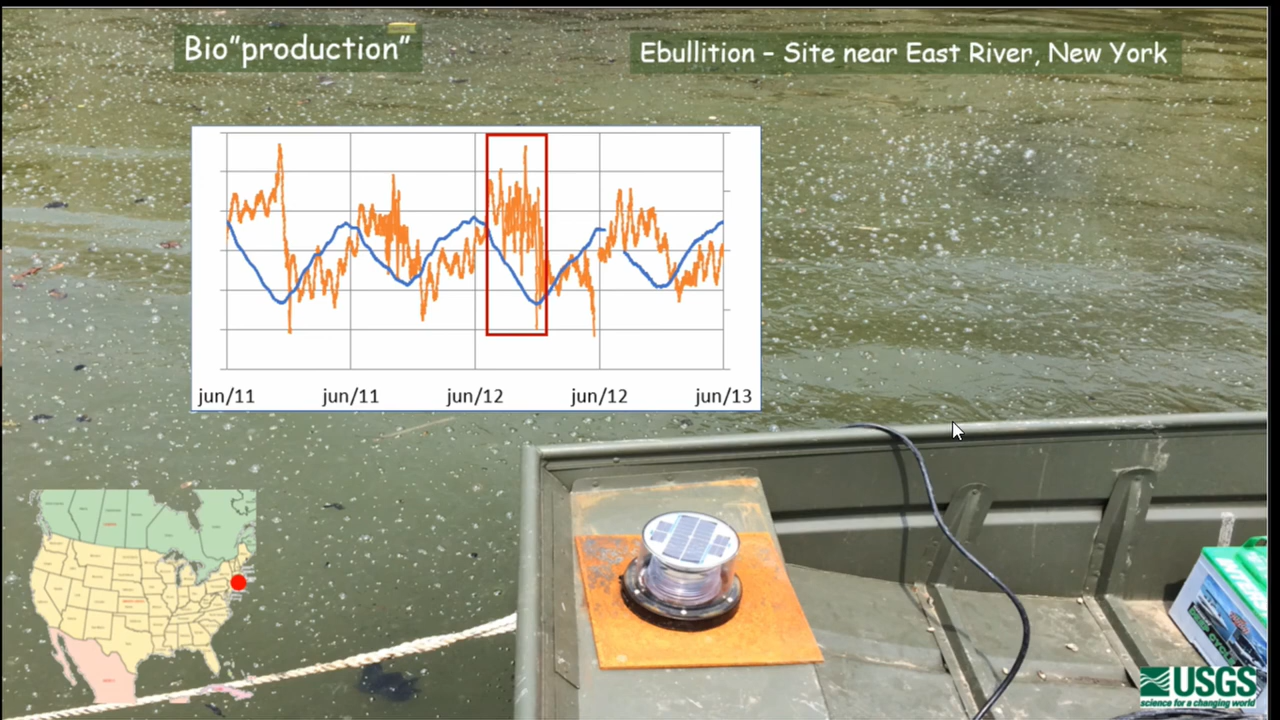 Bio”production”
Ebullition – Site near East River, New York
jun/11
jun/11
jun/12
jun/12
jun/13
USGS
science for a changing world